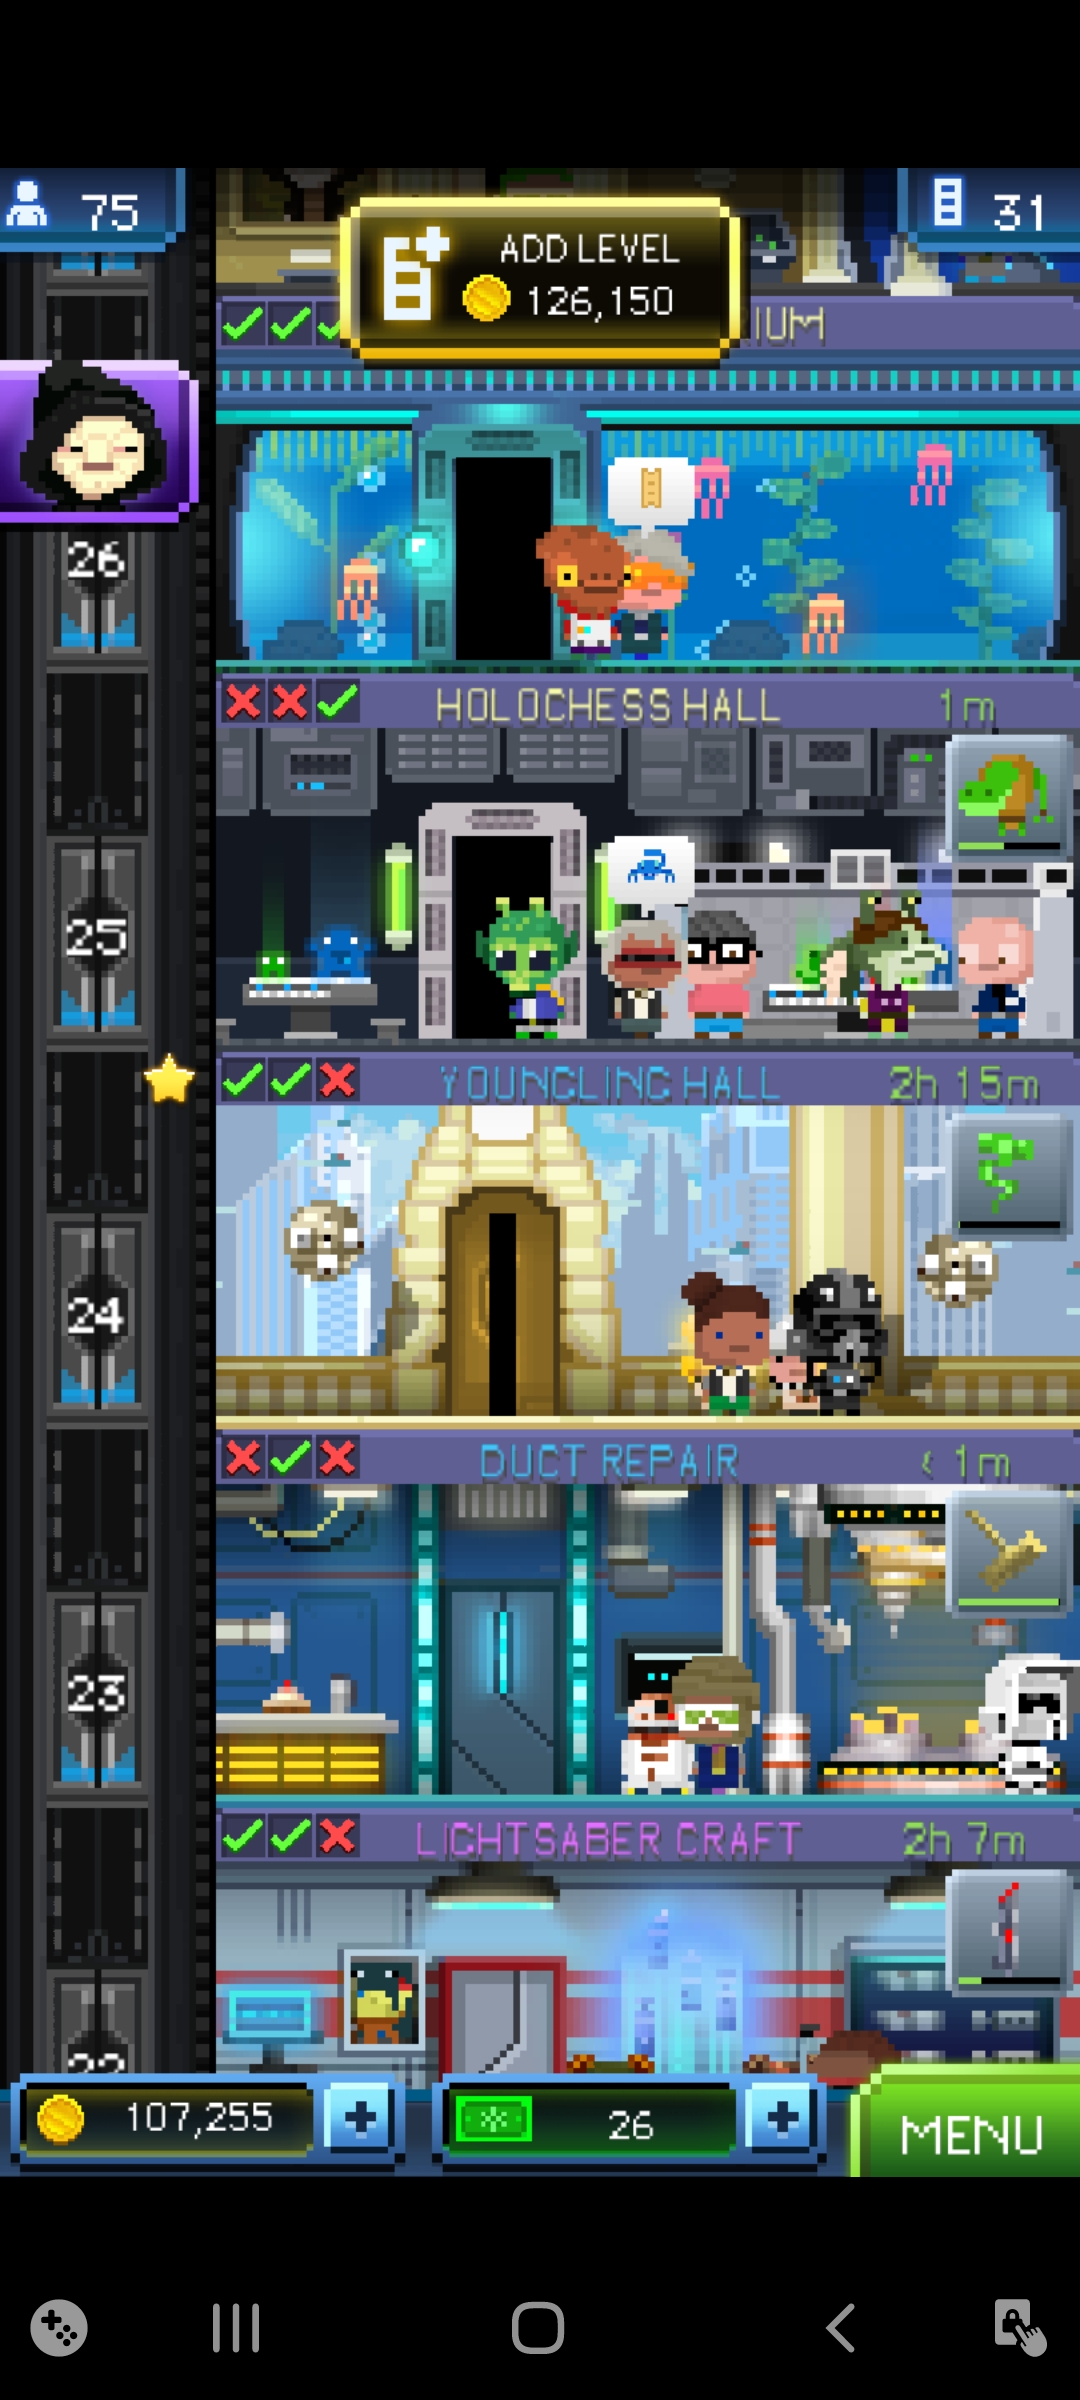 75
ADD LEVEL
126,150
31
IUM
26
HOLOCHESS HALL 1m
25
YOUNGLING HALL 2h 15m
24
DUCT REPAIR < 1m
23
LIGHTSABER CRAFT 2h 7m
22
107,255
26
MENU